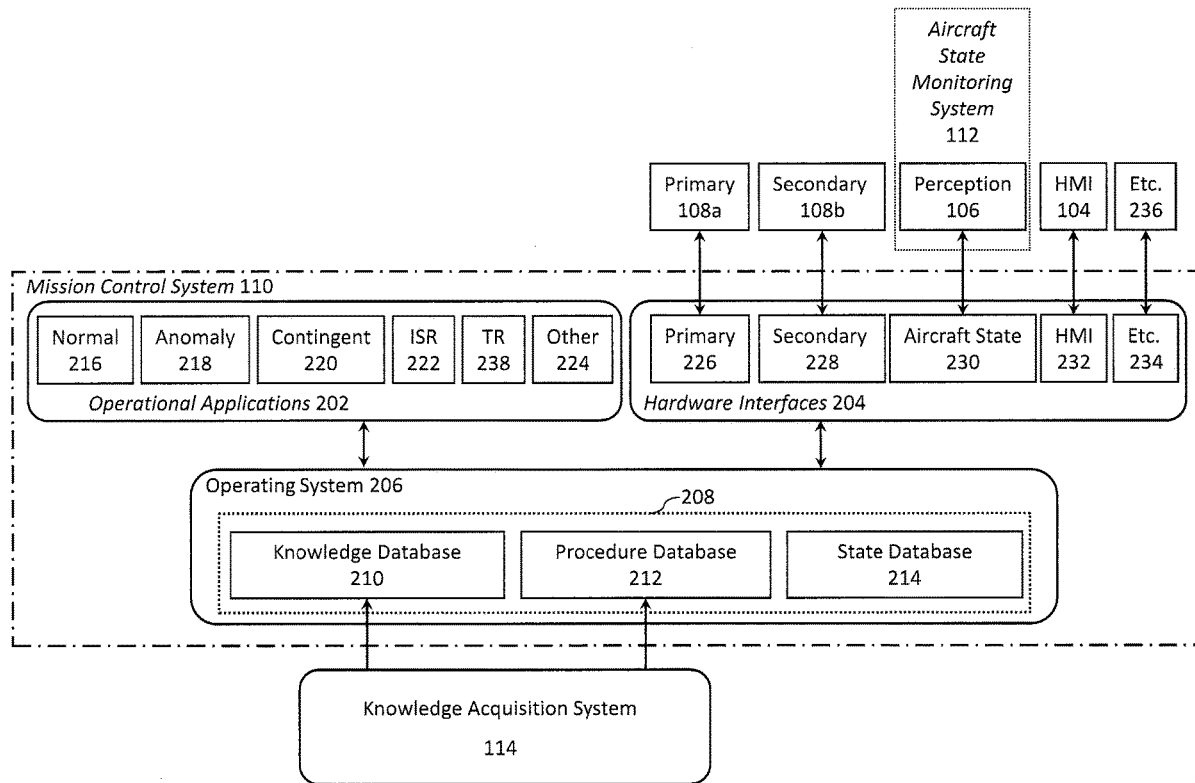 Aircraft
State
Monitoring
System
112
Primary
108a
Secondary
108b
Perception
106
HMI
104
Etc.
236
Mission Control System 110
Normal
216
Anomaly
218
Contingent
220
ISR
222
TR
238
Other
224
Operational Applications 202
Primary
226
Secondary
228
Aircraft State
230
HMI
232
Etc.
234
Hardware Interfaces 204
Operating System 206
208
Knowledge Database
210
Procedure Database
212
State Database
214
Knowledge Acquisition System
114